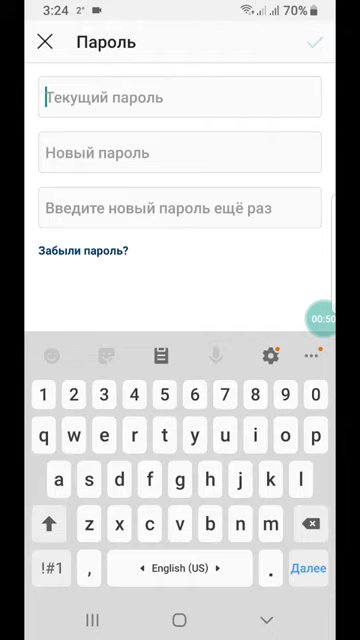 3:24 2° 70%
Пароль
Текущий пароль
Новый пароль
Введите новый пароль ещё раз
Забыли пароль?
00:50
1 2 3 4 5 6 7 8 9 0
q w e r t y u i o p
a s d f g h j k l
z x c v b n m
!#1 , English (US) . Далее